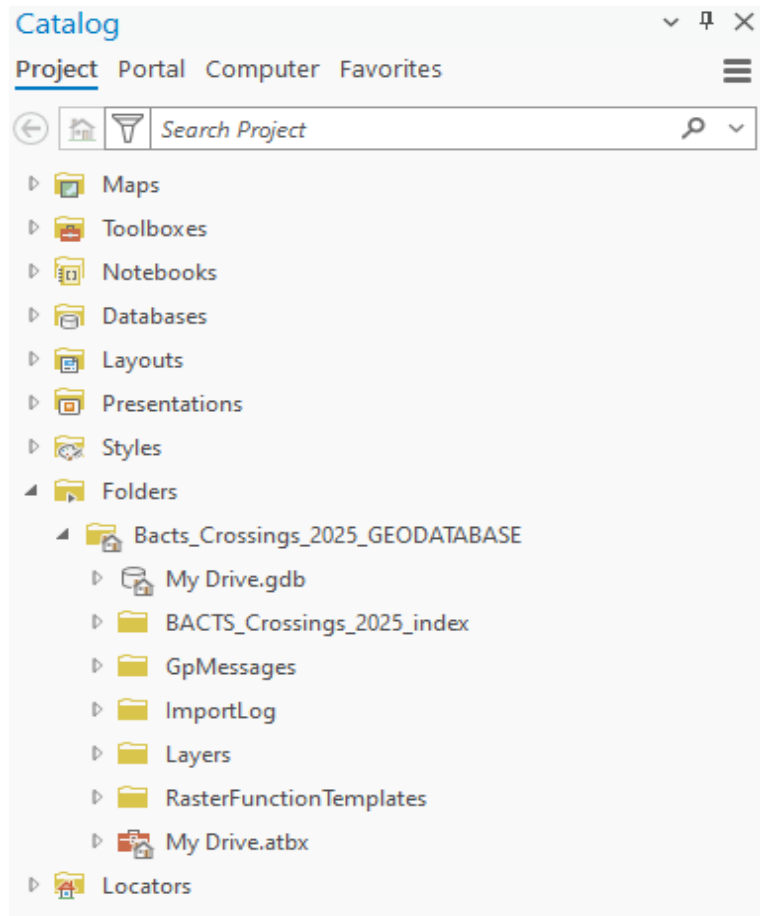 Catalog
Project Portal Computer Favorites
Search Project
Maps
Toolboxes
Notebooks
Databases
Layouts
Presentations
Styles
Folders
Bacts_Crossings_2025_GEODATABASE
My Drive.gdb
BACTS_Crossings_2025_index
GpMessages
ImportLog
Layers
RasterFunctionTemplates
My Drive.atbx
Locators